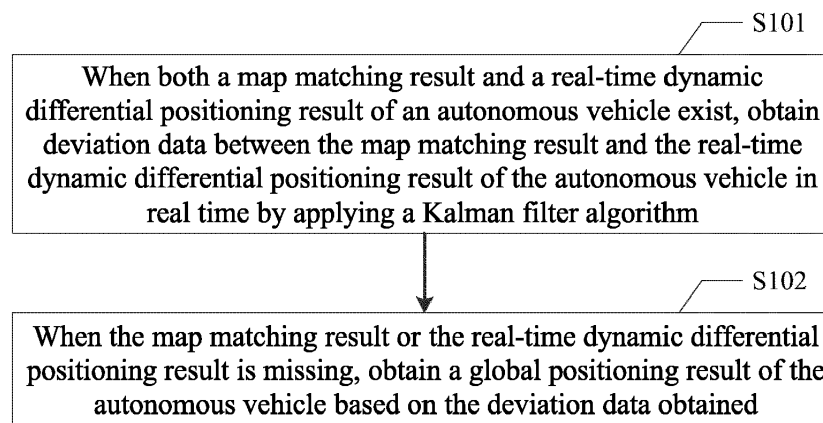 S101
When both a map matching result and a real-time dynamic
differential positioning result of an autonomous vehicle exist, obtain
deviation data between the map matching result and the real-time
dynamic differential positioning result of the autonomous vehicle in
real time by applying a Kalman filter algorithm
S102
When the map matching result or the real-time dynamic differential
positioning result is missing, obtain a global positioning result of the
autonomous vehicle based on the deviation data obtained